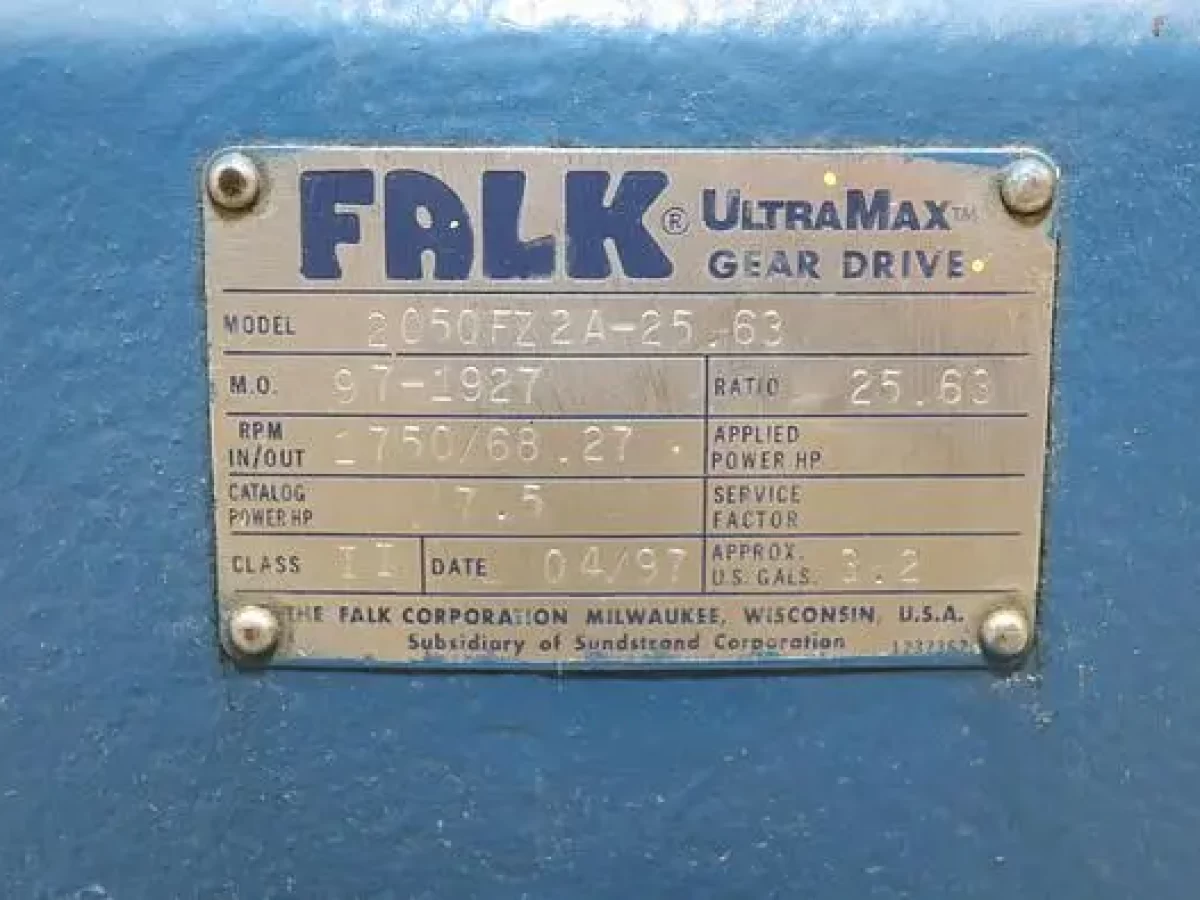 FALK® ULTRAMAX™
GEAR DRIVE
MODEL 2050FZ2A-25.63
M.O. 97-1927 RATIO 25.63
RPM IN/OUT 1750/68.27 APPLIED POWER HP
CATALOG POWER HP 7.5 SERVICE FACTOR
CLASS II DATE 04/97 APPROX. U.S. GALS. 3.2
THE FALK CORPORATION MILWAUKEE, WISCONSIN, U.S.A.
Subsidiary of Sundstrand Corporation